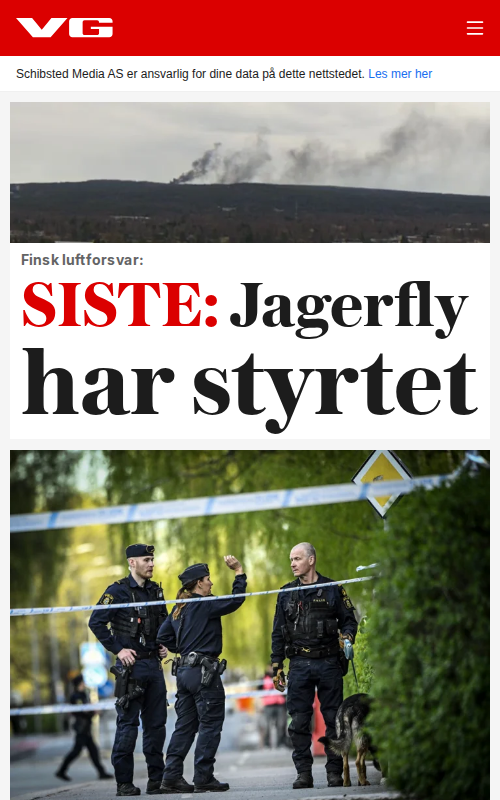 VG
Schibsted Media AS er ansvarlig for dine data på dette nettstedet. Les mer her
Finsk luftforsvar:
SISTE: Jagerfly
har styrtet